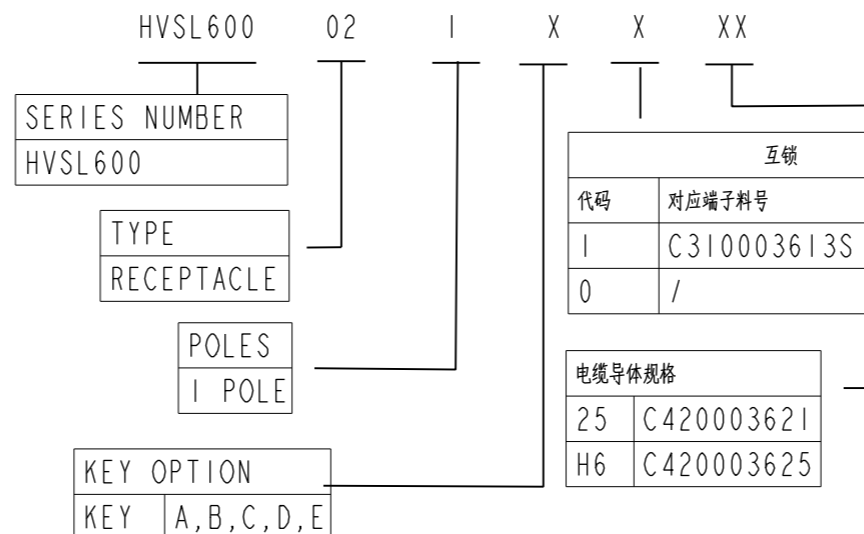 HVSL600 02 1 X X XX
SERIES NUMBER
HVSL600
TYPE
RECEPTACLE
POLES
1 POLE
KEY OPTION
KEY A,B,C,D,E
互锁
代码 对应端子料号
1 C310003613S
0 /
电缆导体规格
25 C420003621
H6 C420003625